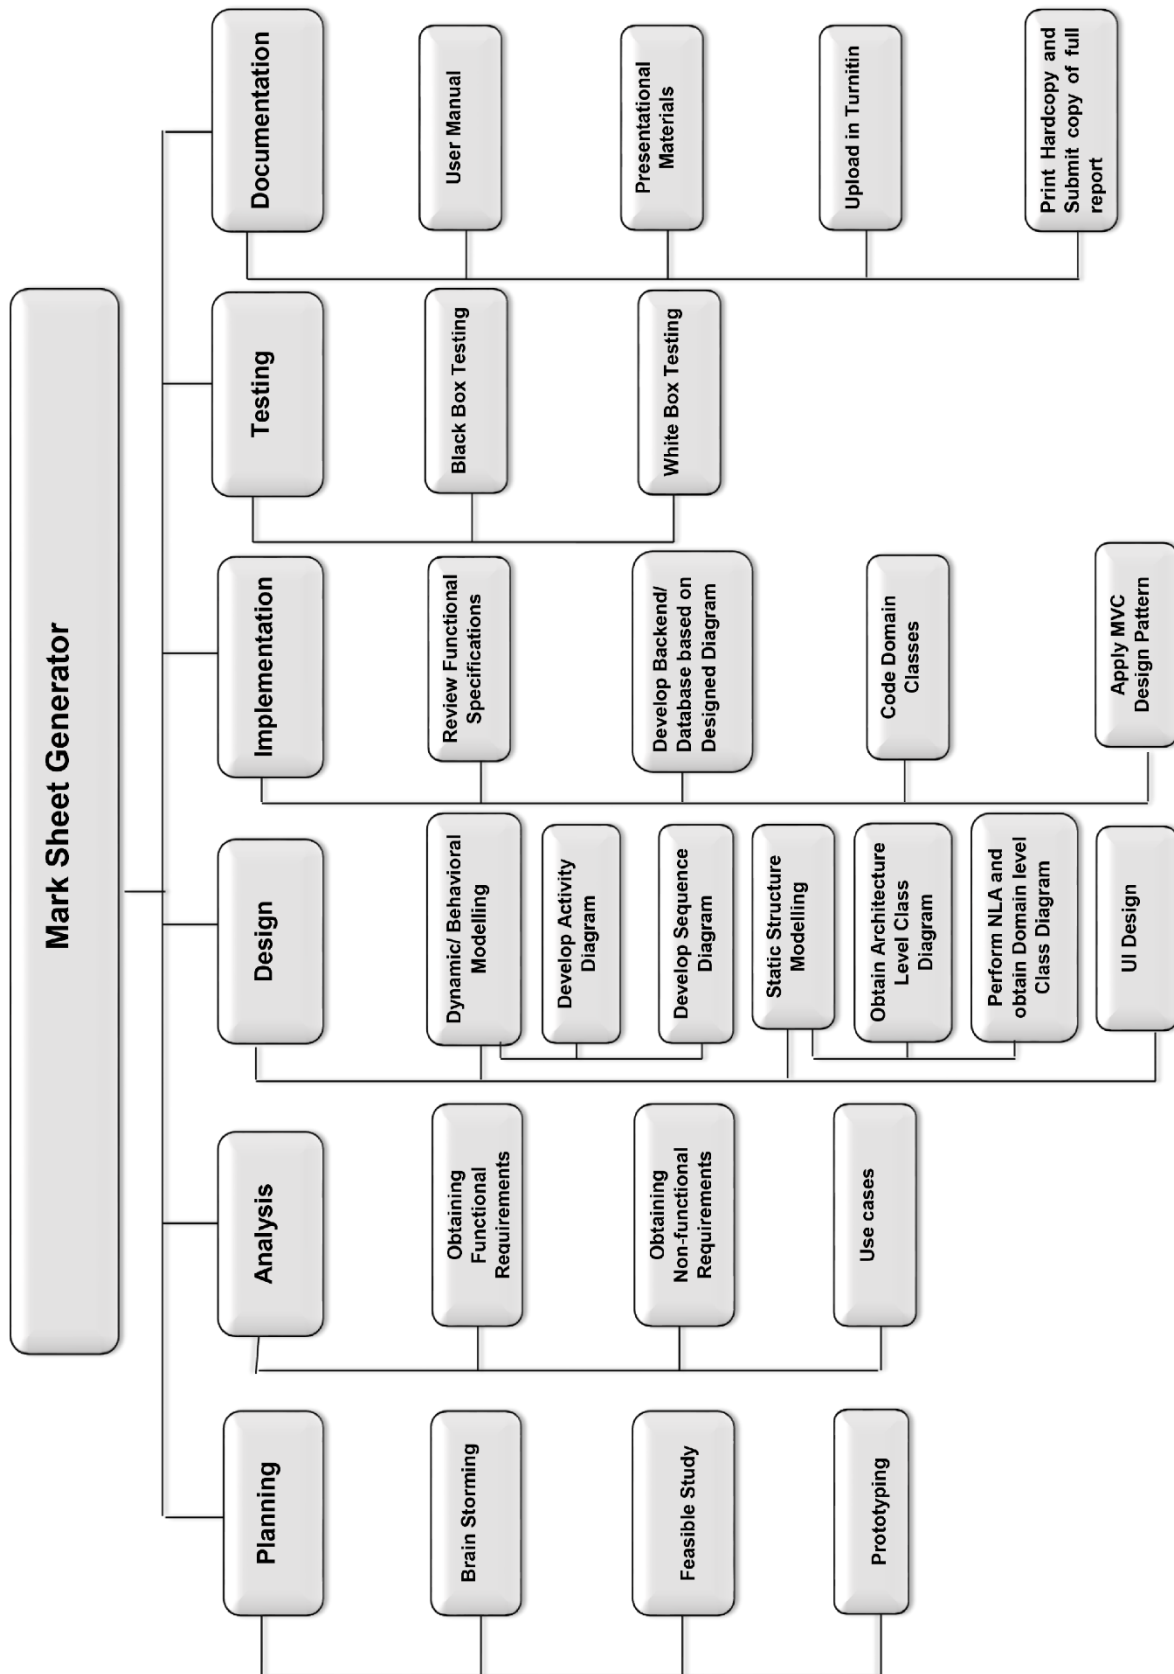 Mark Sheet Generator
Planning
Brain Storming
Feasible Study
Prototyping
Analysis
Obtaining
Functional
Requirements
Obtaining
Non-functional
Requirements
Use cases
Design
Dynamic/ Behavioral
Modelling
Develop Activity
Diagram
Develop Sequence
Diagram
Static Structure
Modelling
Obtain Architecture
Level Class
Diagram
Perform NLA and
obtain Domain level
Class Diagram
UI Design
Implementation
Review Functional
Specifications
Develop Backend/
Database based on
Designed Diagram
Code Domain
Classes
Apply MVC
Design Pattern
Testing
Black Box Testing
White Box Testing
Documentation
User Manual
Presentational
Materials
Upload in Turnitin
Print Hardcopy and
Submit copy of full
report